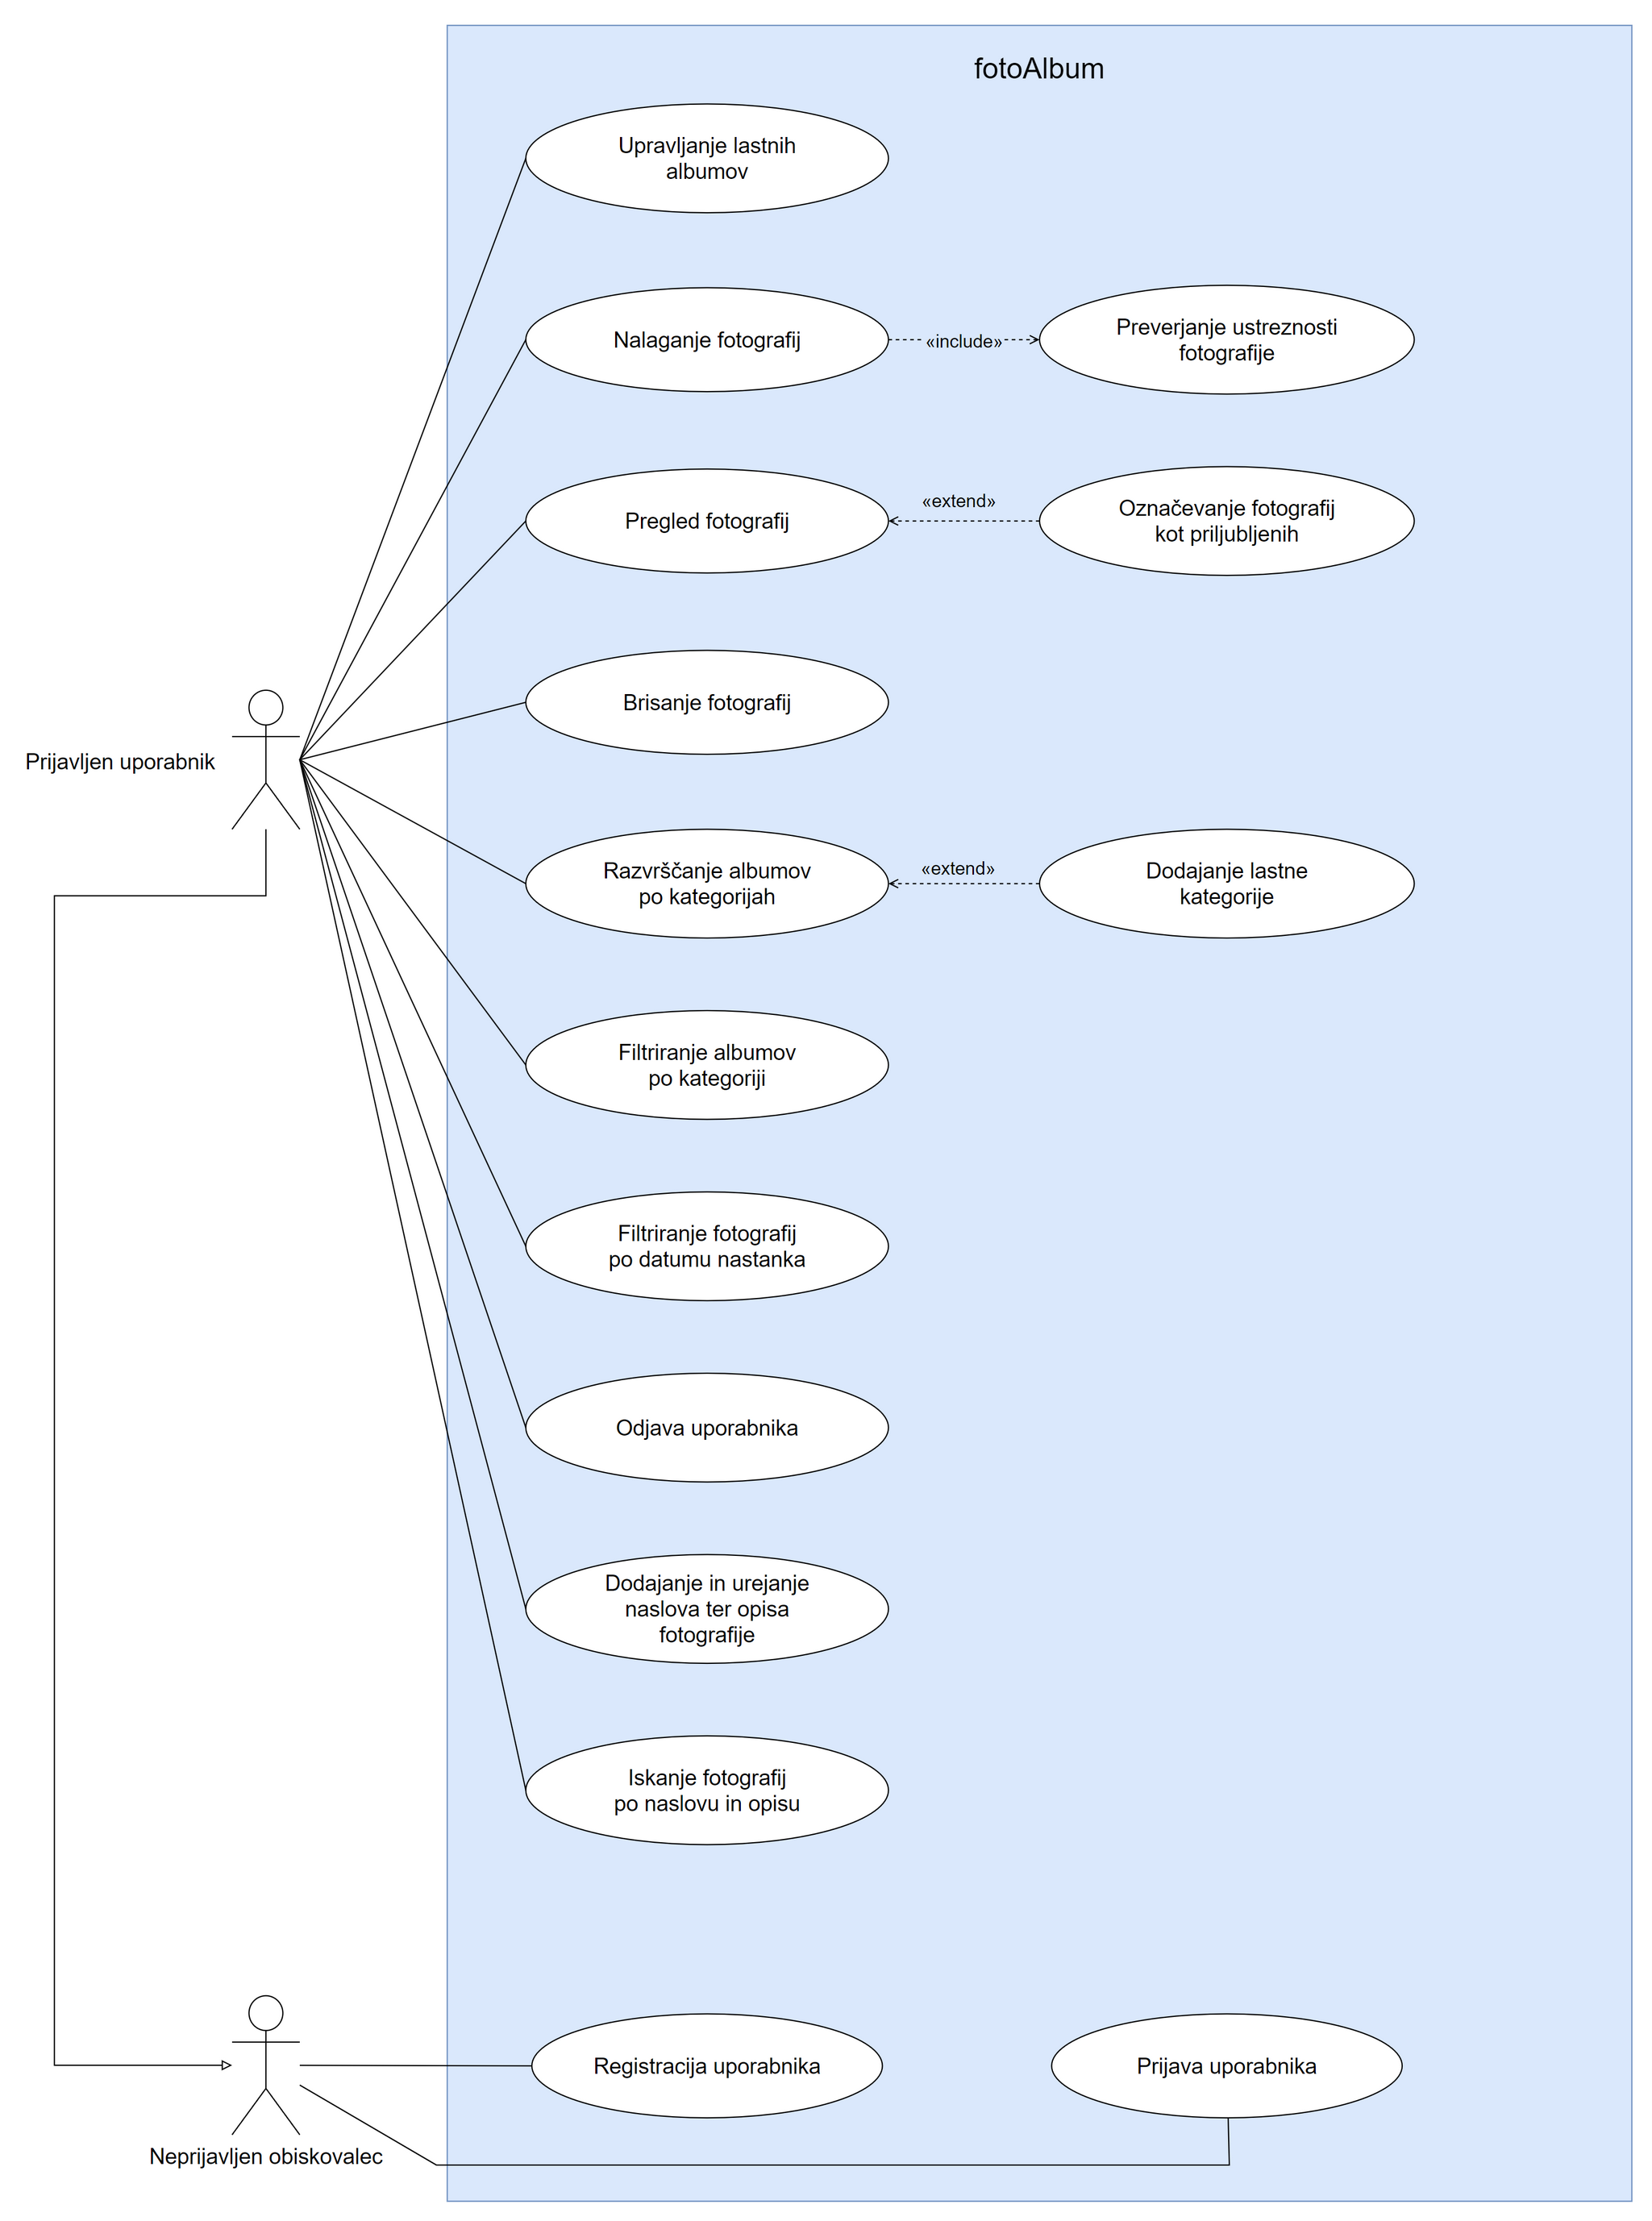 fotoAlbum
Upravljanje lastnih
albumov
Nalaganje fotografij
«include»
Preverjanje ustreznosti
fotografije
Pregled fotografij
«extend»
Označevanje fotografij
kot priljubljenih
Brisanje fotografij
Prijavljen uporabnik
Razvrščanje albumov
po kategorijah
«extend»
Dodajanje lastne
kategorije
Filtriranje albumov
po kategoriji
Filtriranje fotografij
po datumu nastanka
Odjava uporabnika
Dodajanje in urejanje
naslova ter opisa
fotografije
Iskanje fotografij
po naslovu in opisu
Registracija uporabnika
Prijava uporabnika
Neprijavljen obiskovalec